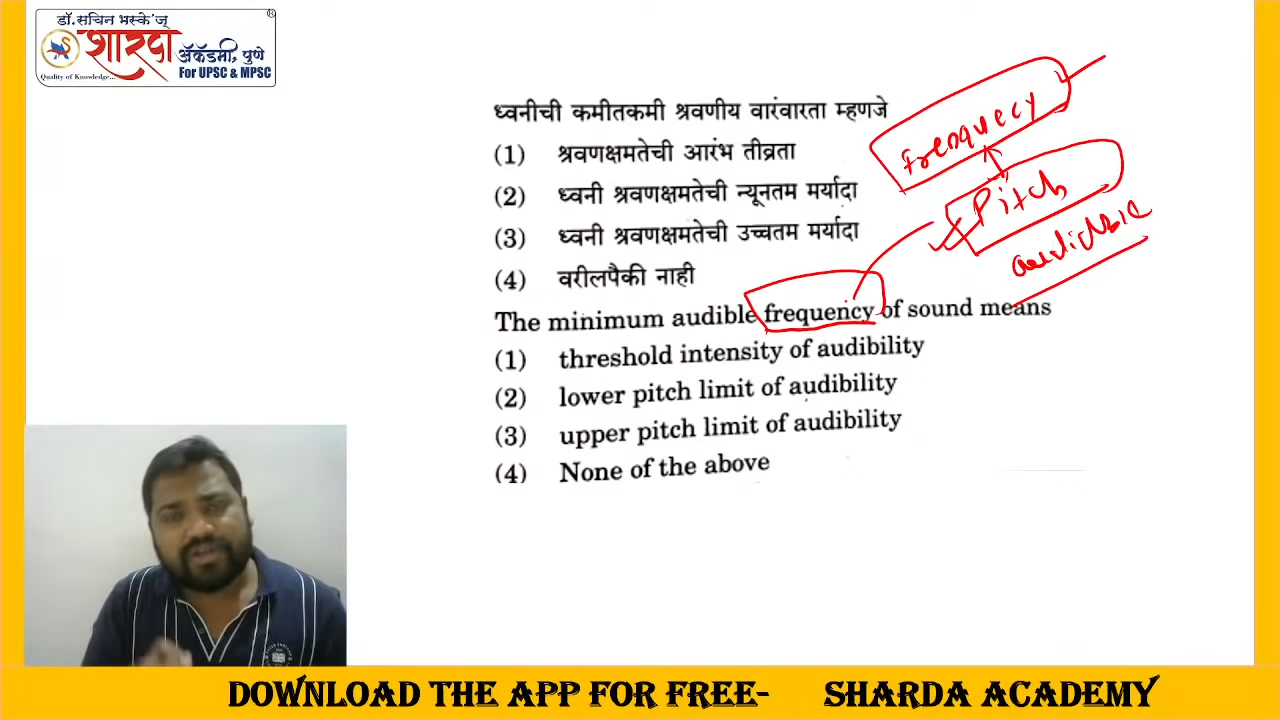 डॉ.सचिन भस्के'ज्
शारदा
ॲकॅडमी, पुणे
For UPSC & MPSC
Quality of Knowledge...
ध्वनीची कमीतकमी श्रवणीय वारंवारता म्हणजे
(1) श्रवणक्षमतेची आरंभ तीव्रता
(2) ध्वनी श्रवणक्षमतेची न्यूनतम मर्यादा
(3) ध्वनी श्रवणक्षमतेची उच्चतम मर्यादा
(4) वरीलपैकी नाही
Frenquecy
Pitch
audible
The minimum audible frequency of sound means
(1) threshold intensity of audibility
(2) lower pitch limit of audibility
(3) upper pitch limit of audibility
(4) None of the above
DOWNLOAD THE APP FOR FREE- SHARDA ACADEMY